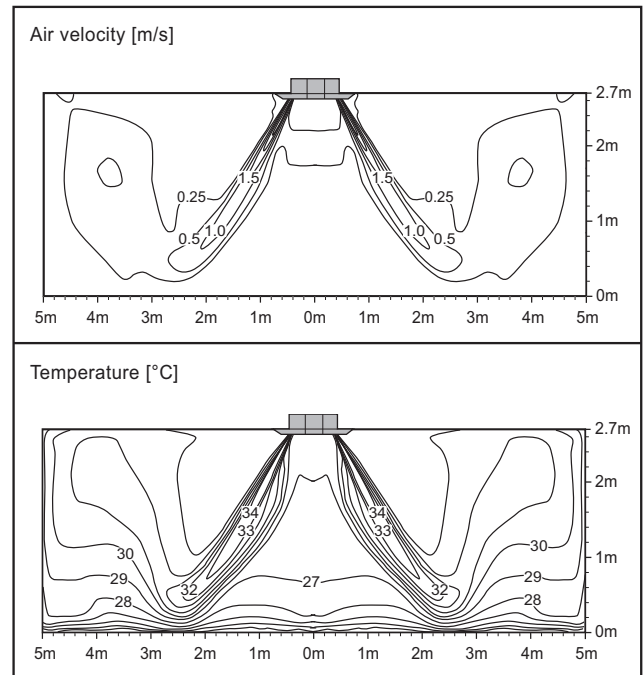 Air velocity [m/s]
2.7m
2m
1.5 1.5
0.25 0.25
1m
0.5 1.0 1.0 0.5
0m
5m 4m 3m 2m 1m 0m 1m 2m 3m 4m 5m
Temperature [°C]
2.7m
2m
34 34
33 33
30 30
1m
29 32 27 32 29
28 28
0m
5m 4m 3m 2m 1m 0m 1m 2m 3m 4m 5m